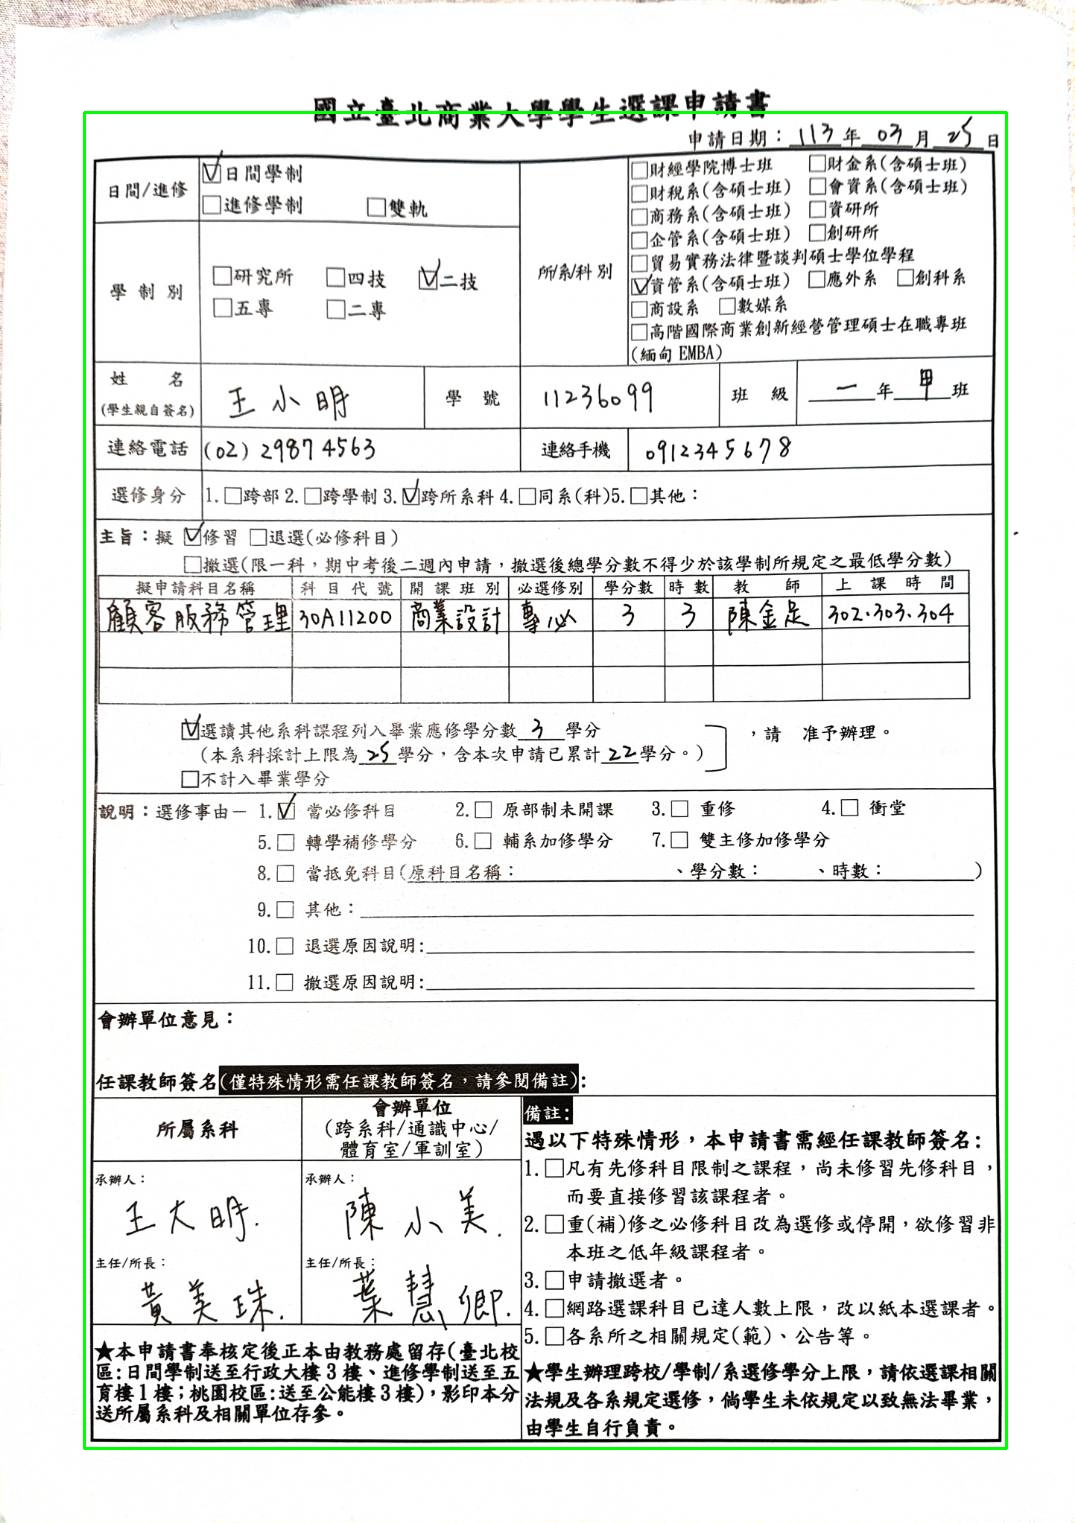 國立臺北商業大學學生選課申請書
申請日期：113年03月25日
日間/進修
☑日間學制
□進修學制 □雙軌
學制別
□研究所 □四技 ☑二技
□五專 □二專
所/系/科別
□財經學院博士班 □財金系(含碩士班)
□財稅系(含碩士班) □會資系(含碩士班)
□商務系(含碩士班) □資研所
□企管系(含碩士班) □創研所
□貿易實務法律暨談判碩士學位學程
☑資管系(含碩士班) □應外系 □創科系
□商設系 □數媒系
□高階國際商業創新經營管理碩士在職專班
(緬甸EMBA)
姓 名
(學生親自簽名)
王小明
學 號
11236099
班 級
一年甲班
連絡電話
(02) 29874563
連絡手機
0912345678
選修身分
1.□跨部 2.□跨學制 3.☑跨所系科 4.□同系(科)5.□其他：
主旨：擬 ☑修習 □退選(必修科目)
□撤選(限一科，期中考後二週內申請，撤選後總學分數不得少於該學制所規定之最低學分數)
擬申請科目名稱 科目代號 開課班別 必選修別 學分數 時數 教 師 上課時間
顧客服務管理 30A11200 商業設計 專必 3 3 陳金足 302.303.304
☑選讀其他系科課程列入畢業應修學分數 3 學分
(本系科採計上限為25學分，含本次申請已累計22學分。) ，請 准予辦理。
□不計入畢業學分
說明：選修事由－ 1.☑ 當必修科目 2.□ 原部制未開課 3.□ 重修 4.□ 衝堂
5.□ 轉學補修學分 6.□ 輔系加修學分 7.□ 雙主修加修學分
8.□ 當抵免科目(原科目名稱： 、學分數： 、時數： )
9.□ 其他：
10.□ 退選原因說明：
11.□ 撤選原因說明：
會辦單位意見：
任課教師簽名(僅特殊情形需任課教師簽名，請參閱備註)：
所屬系科
會辦單位
(跨系科/通識中心/
體育室/軍訓室)
承辦人：
王大明.
承辦人：
陳小美.
主任/所長：
黃美珠.
主任/所長：
葉慧卿.
★本申請書奉核定後正本由教務處留存(臺北校
區：日間學制送至行政大樓3樓、進修學制送至五
育樓1樓；桃園校區：送至公能樓3樓)，影印本分
送所屬系科及相關單位存參。
備註：
遇以下特殊情形，本申請書需經任課教師簽名：
1.□凡有先修科目限制之課程，尚未修習先修科目，
而要直接修習該課程者。
2.□重(補)修之必修科目改為選修或停開，欲修習非
本班之低年級課程者。
3.□申請撤選者。
4.□網路選課科目已達人數上限，改以紙本選課者。
5.□各系所之相關規定(範)、公告等。
★學生辦理跨校/學制/系選修學分上限，請依選課相關
法規及各系規定選修，倘學生未依規定以致無法畢業，
由學生自行負責。